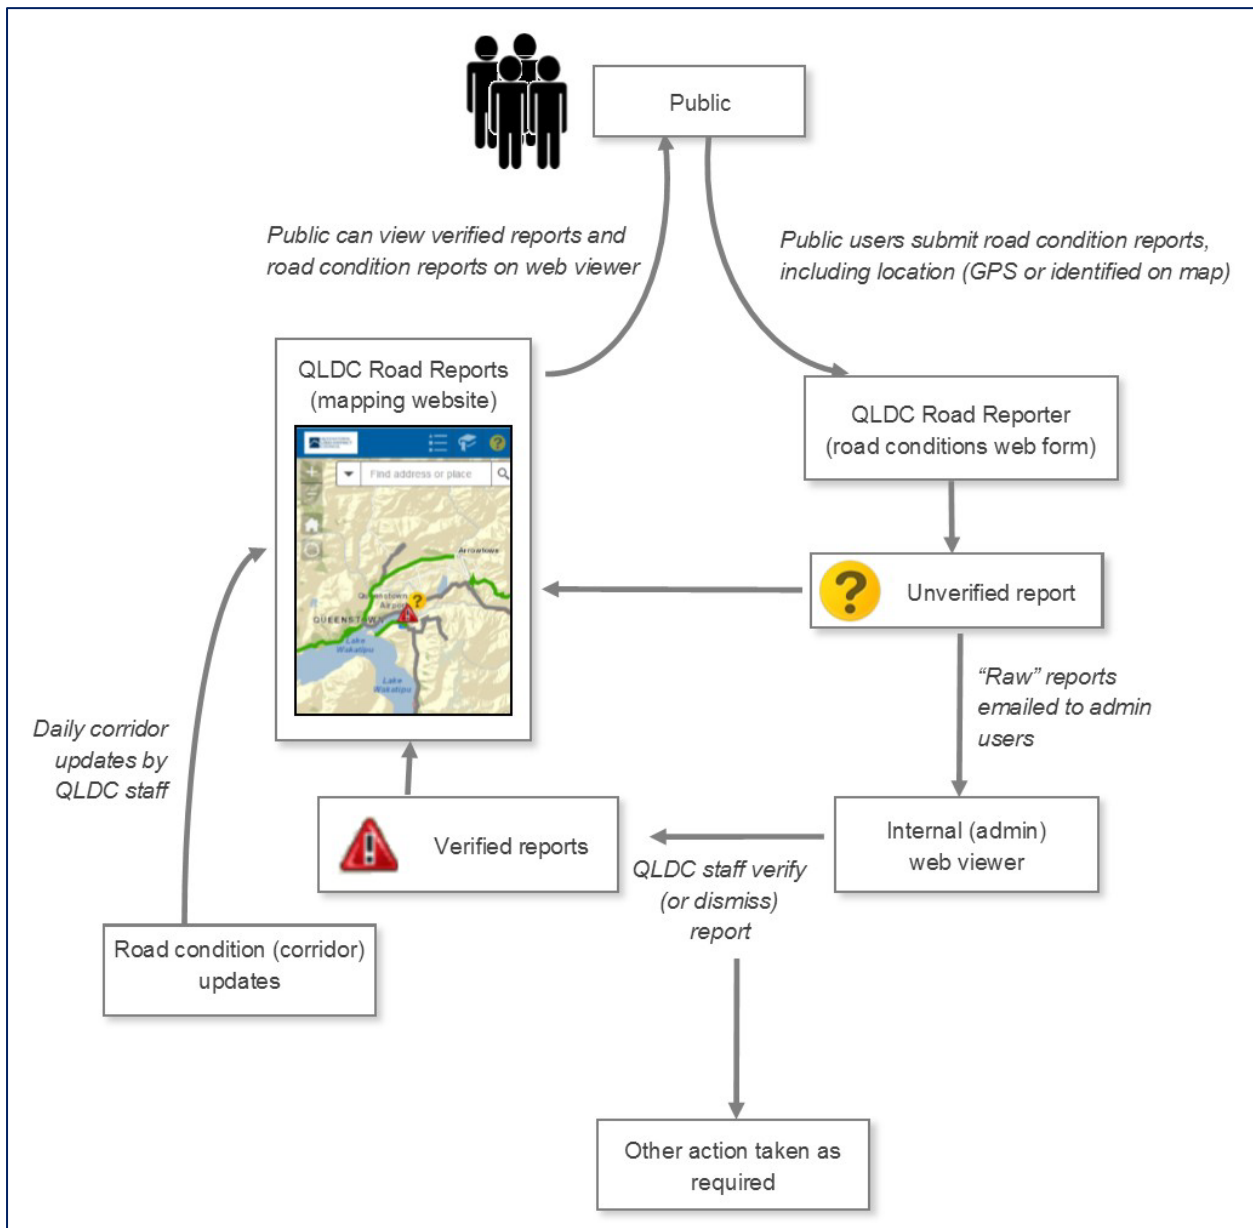 Public
Public can view verified reports and
road condition reports on web viewer
Public users submit road condition reports,
including location (GPS or identified on map)
QLDC Road Reports
(mapping website)
Find address or place
Arrowtown
Queenstown
Airport
QUEENSTOWN
Lake
Wakatipu
Lake
Wakatipu
QLDC Road Reporter
(road conditions web form)
?
Unverified report
"Raw" reports
emailed to admin
users
Daily corridor
updates by
QLDC staff
!
Verified reports
Internal (admin)
web viewer
QLDC staff verify
(or dismiss)
report
Road condition (corridor)
updates
Other action taken as
required